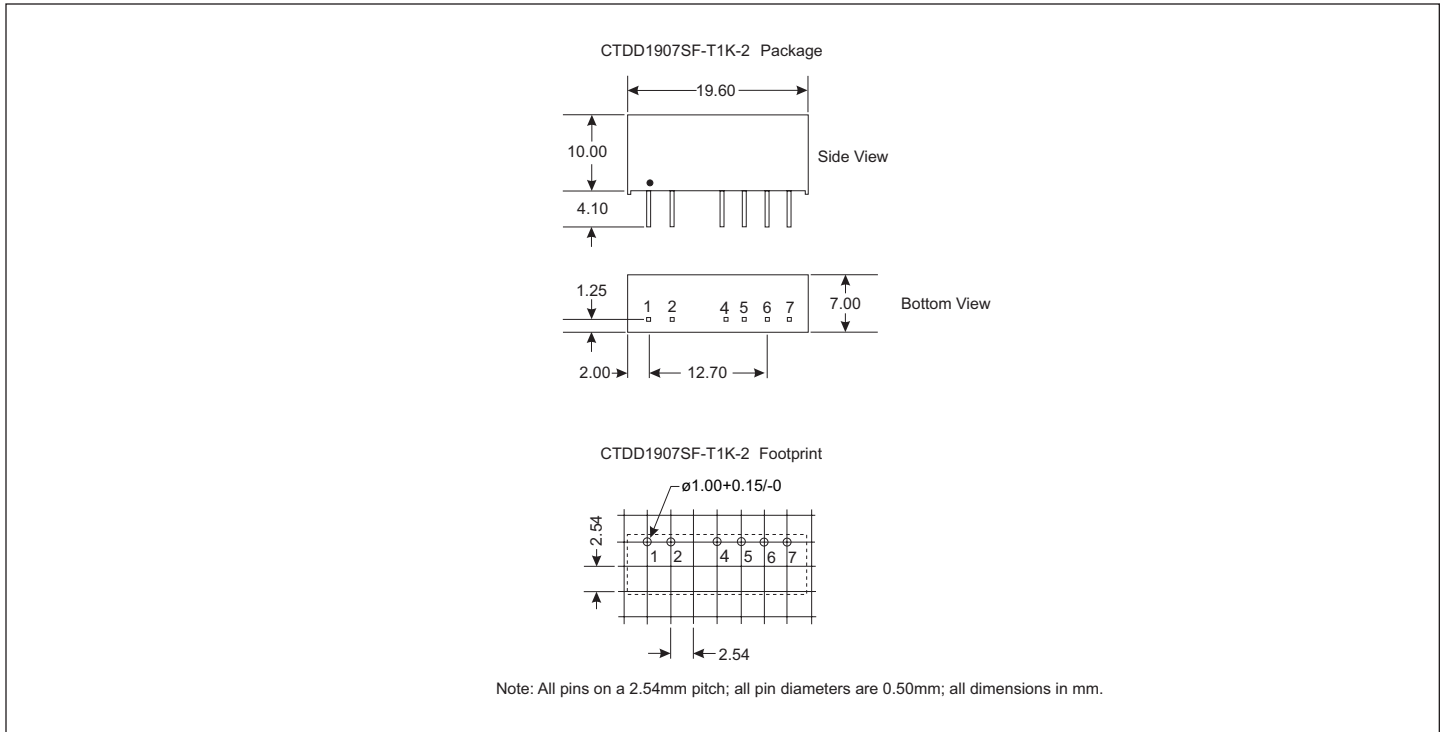 CTDD1907SF-T1K-2 Package
19.60
10.00
Side View
4.10
1.25
1 2 4 5 6 7
7.00
Bottom View
2.00
12.70
CTDD1907SF-T1K-2 Footprint
ø1.00+0.15/-0
2.54
1 2 4 5 6 7
2.54
Note: All pins on a 2.54mm pitch; all pin diameters are 0.50mm; all dimensions in mm.